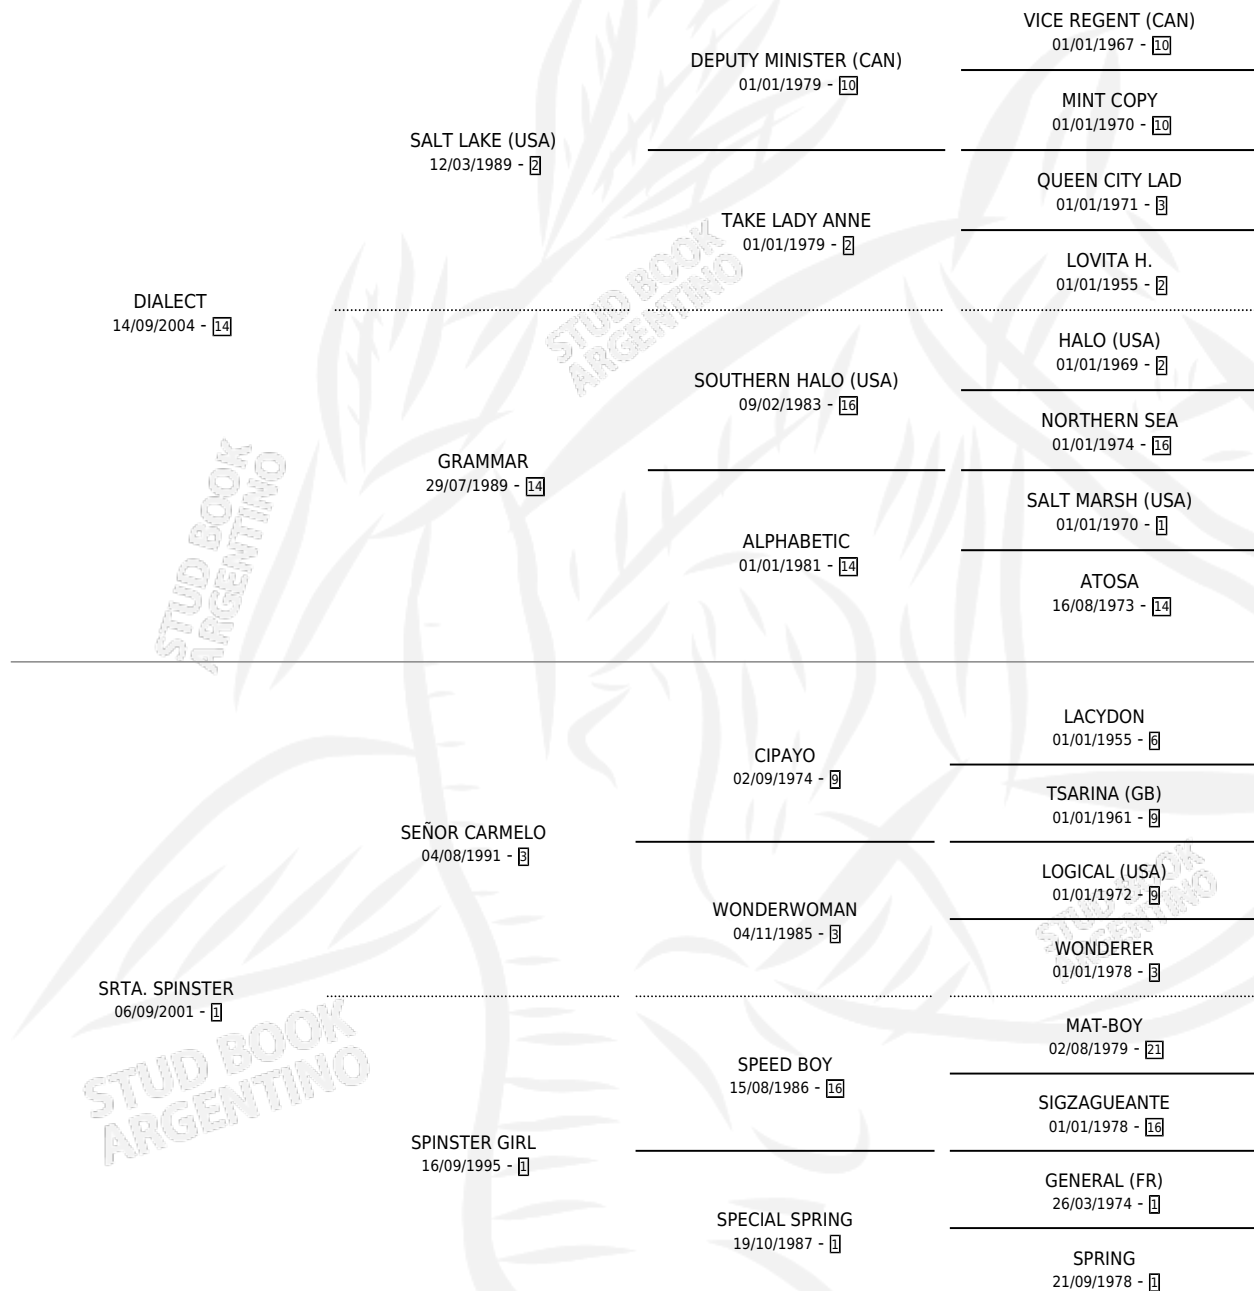 VICE REGENT (CAN)
01/01/1967 - 10
DEPUTY MINISTER (CAN)
01/01/1979 - 10
MINT COPY
01/01/1970 - 10
SALT LAKE (USA)
12/03/1989 - 2
QUEEN CITY LAD
01/01/1971 - 3
TAKE LADY ANNE
01/01/1979 - 2
LOVITA H.
01/01/1955 - 2
DIALECT
14/09/2004 - 14
HALO (USA)
01/01/1969 - 2
SOUTHERN HALO (USA)
09/02/1983 - 16
NORTHERN SEA
01/01/1974 - 16
GRAMMAR
29/07/1989 - 14
SALT MARSH (USA)
01/01/1970 - 1
ALPHABETIC
01/01/1981 - 14
ATOSA
16/08/1973 - 14
LACYDON
01/01/1955 - 6
CIPAYO
02/09/1974 - 9
TSARINA (GB)
01/01/1961 - 9
SEÑOR CARMELO
04/08/1991 - 3
LOGICAL (USA)
01/01/1972 - 9
WONDERWOMAN
04/11/1985 - 3
WONDERER
01/01/1978 - 3
SRTA. SPINSTER
06/09/2001 - 1
MAT-BOY
02/08/1979 - 21
SPEED BOY
15/08/1986 - 16
SIGZAGUEANTE
01/01/1978 - 16
SPINSTER GIRL
16/09/1995 - 1
GENERAL (FR)
26/03/1974 - 1
SPECIAL SPRING
19/10/1987 - 1
SPRING
21/09/1978 - 1
STUD BOOK
ARGENTINO
STUD BOOK
ARGENTINO
STUD BOOK
ARGENTINO
STUD BOOK
ARGENTINO